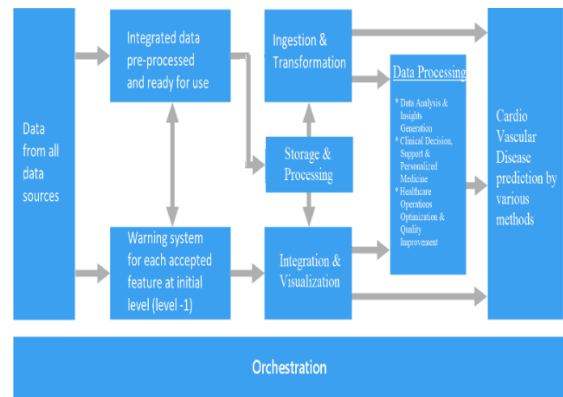 Data
from all
data
sources
Integrated data
pre-processed
and ready for use
Warning system
for each accepted
feature at initial
level (level -1)
Ingestion &
Transformation
Storage &
Processing
Integration &
Visualization
Data Processing
* Data Analysis &
Insights
Generation
* Clinical Decision,
Support &
Personalized
Medicine
* Healthcare
Operations
Optimization &
Quality
Improvement
Cardio
Vascular
Disease
prediction by
various
methods
Orchestration